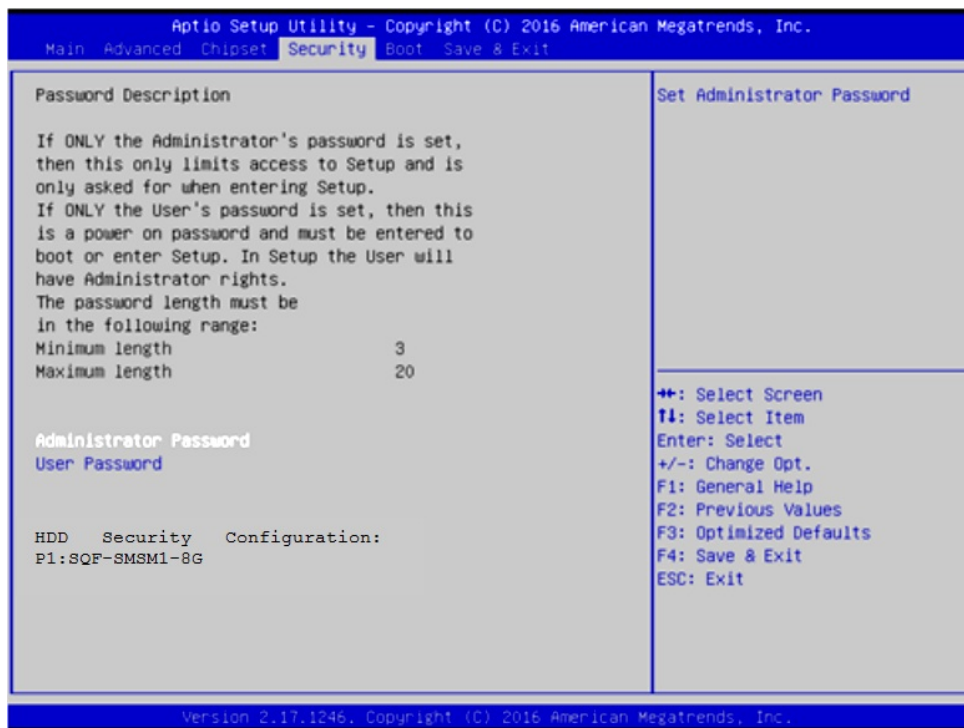 Aptio Setup Utility - Copyright (C) 2016 American Megatrends, Inc.
Main Advanced Chipset Security Boot Save & Exit
Password Description
If ONLY the Administrator's password is set,
then this only limits access to Setup and is
only asked for when entering Setup.
If ONLY the User's password is set, then this
is a power on password and must be entered to
boot or enter Setup. In Setup the User will
have Administrator rights.
The password length must be
in the following range:
Minimum length 3
Maximum length 20
Administrator Password
User Password
HDD Security Configuration:
P1:SQF-SMSM1-8G
Set Administrator Password
→←: Select Screen
↑↓: Select Item
Enter: Select
+/-: Change Opt.
F1: General Help
F2: Previous Values
F3: Optimized Defaults
F4: Save & Exit
ESC: Exit
Version 2.17.1246. Copyright (C) 2016 American Megatrends, Inc.